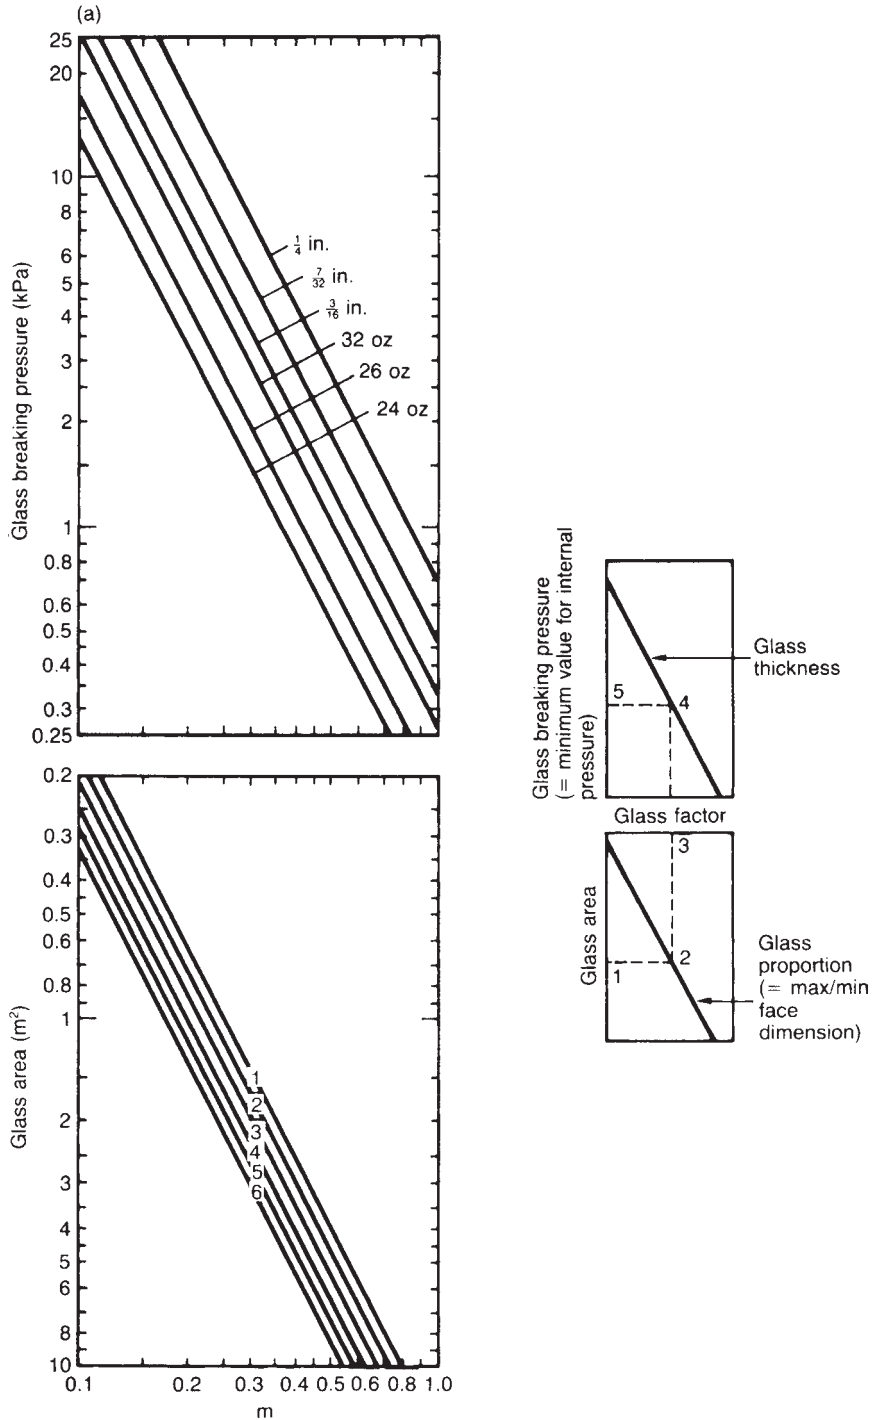 (a)
25
20
10
8
6
5
4
3
2
1
0.8
0.6
0.5
0.4
0.3
0.25
Glass breaking pressure (kPa)
1/4 in.
7/32 in.
3/16 in.
32 oz
26 oz
24 oz
0.2
0.3
0.4
0.5
0.6
0.8
1
2
3
4
5
6
8
10
Glass area (m²)
1
2
3
4
5
6
0.1 0.2 0.3 0.4 0.5 0.6 0.8 1.0
m
Glass breaking pressure
(= minimum value for internal
pressure)
Glass
thickness
5
4
Glass factor
3
Glass area
1
2
Glass
proportion
(= max/min
face
dimension)